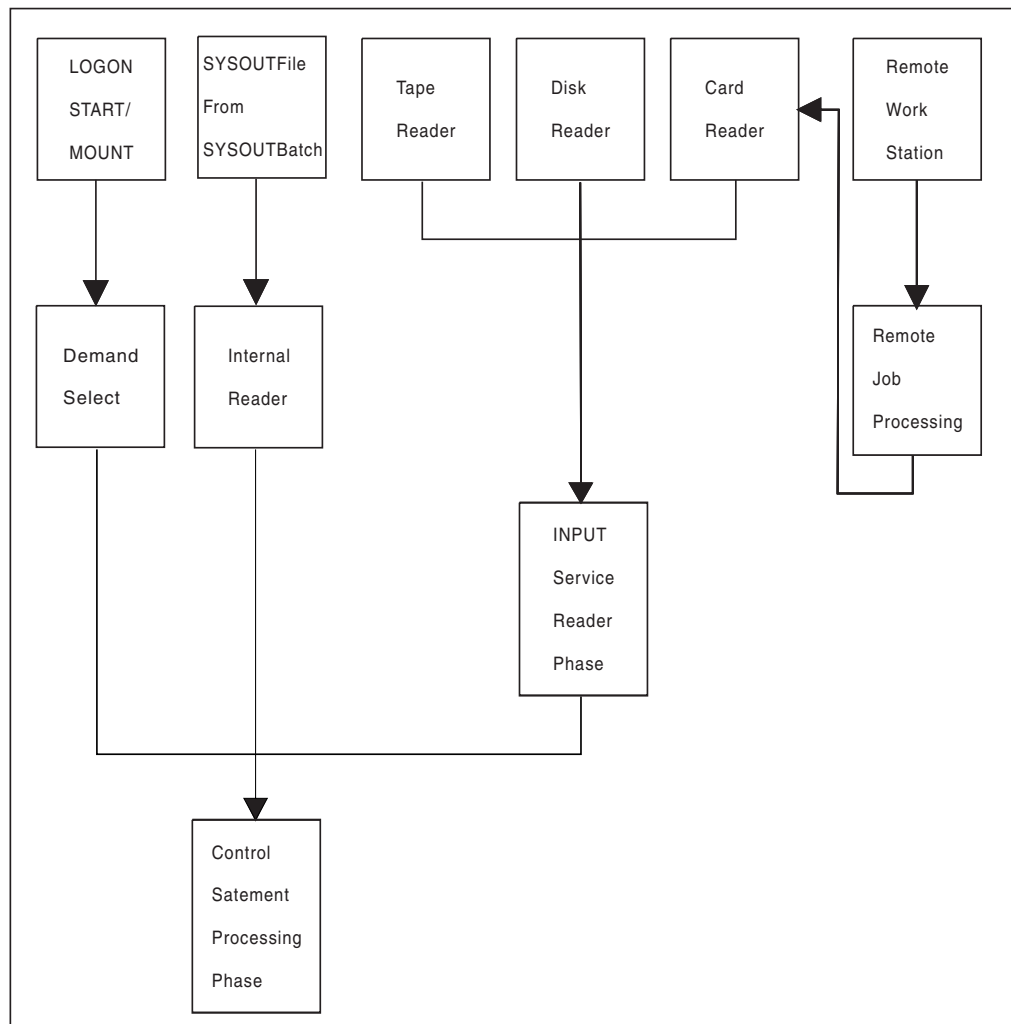 LOGON
START/
MOUNT
SYSOUTFile
From
SYSOUTBatch
Tape
Reader
Disk
Reader
Card
Reader
Remote
Work
Station
Demand
Select
Internal
Reader
Remote
Job
Processing
INPUT
Service
Reader
Phase
Control
Satement
Processing
Phase